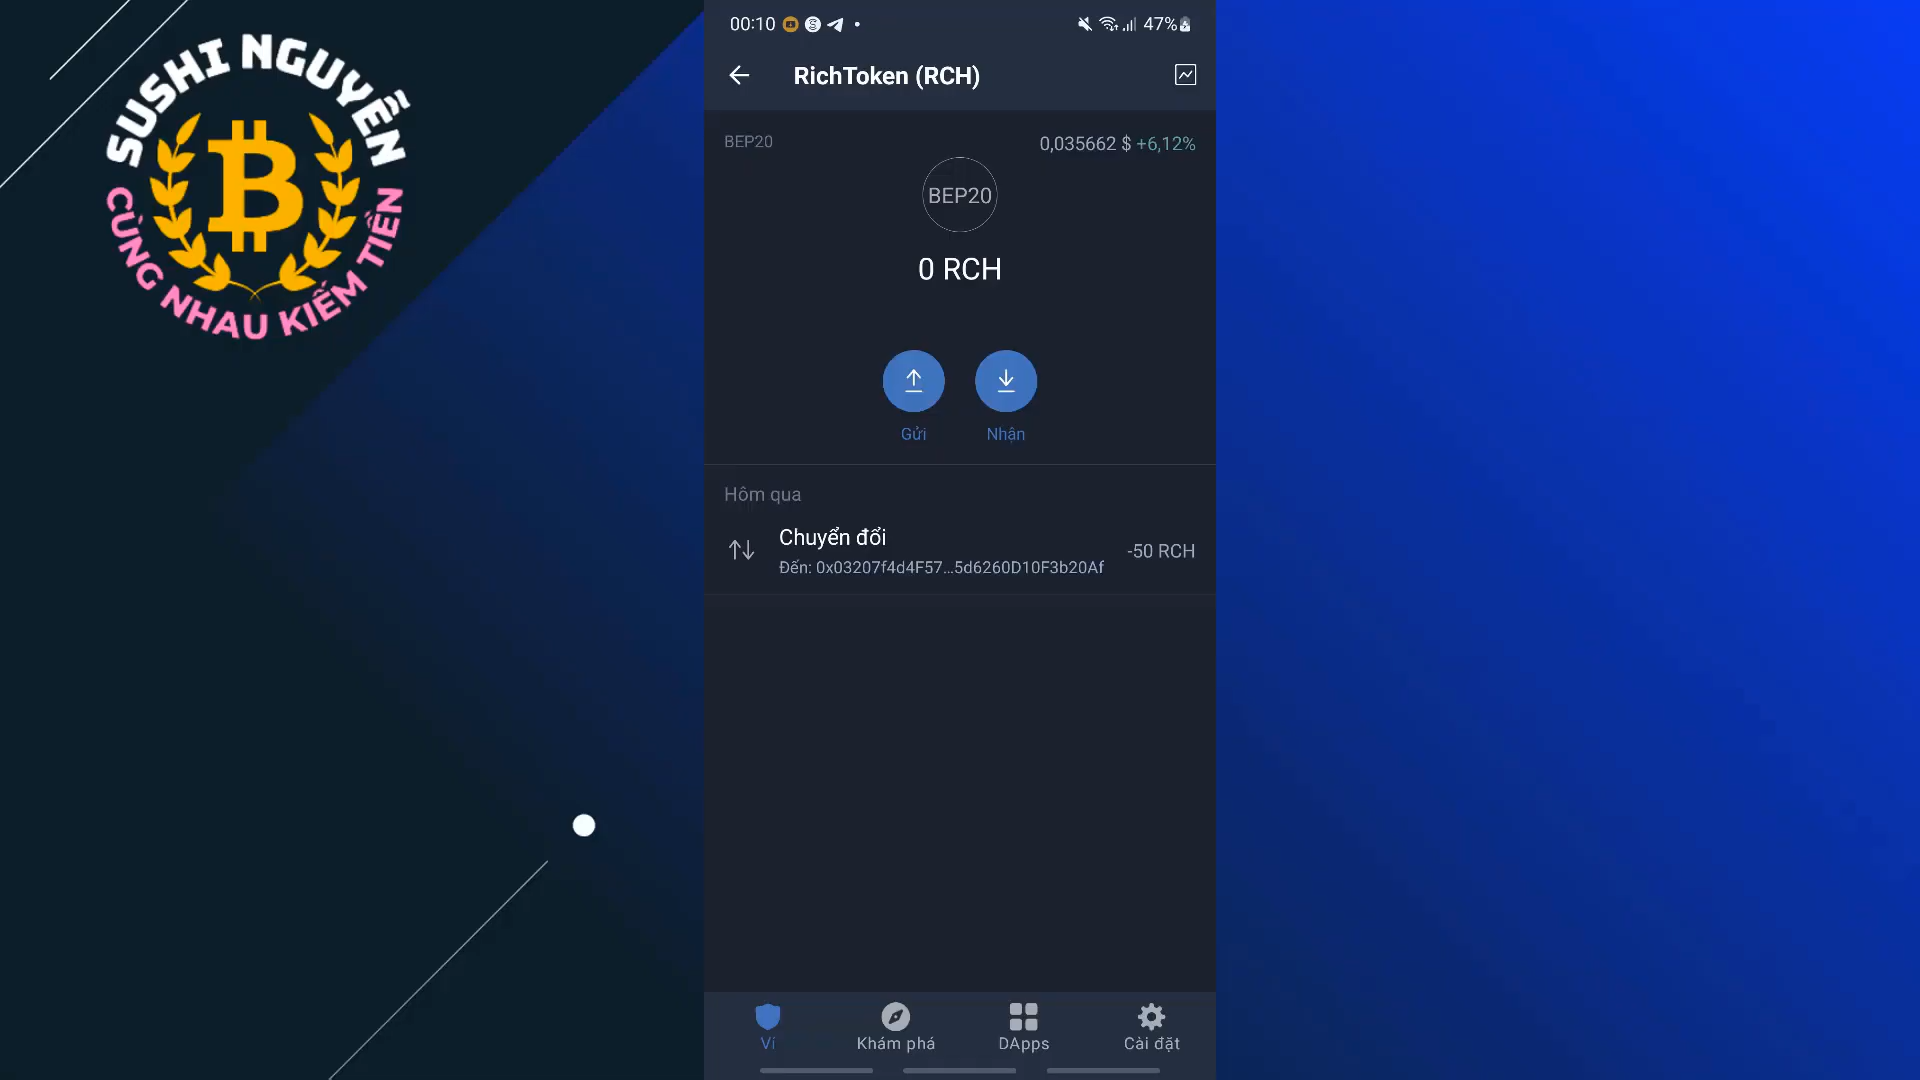 SUSHI NGUYỄN
CÙNG NHAU KIẾM TIỀN
00:10
47%
RichToken (RCH)
BEP20
0,035662 $ +6,12%
BEP20
0 RCH
Gửi
Nhận
Hôm qua
Chuyển đổi
-50 RCH
Đến: 0x03207f4d4F57...5d6260D10F3b20Af
Ví
Khám phá
DApps
Cài đặt